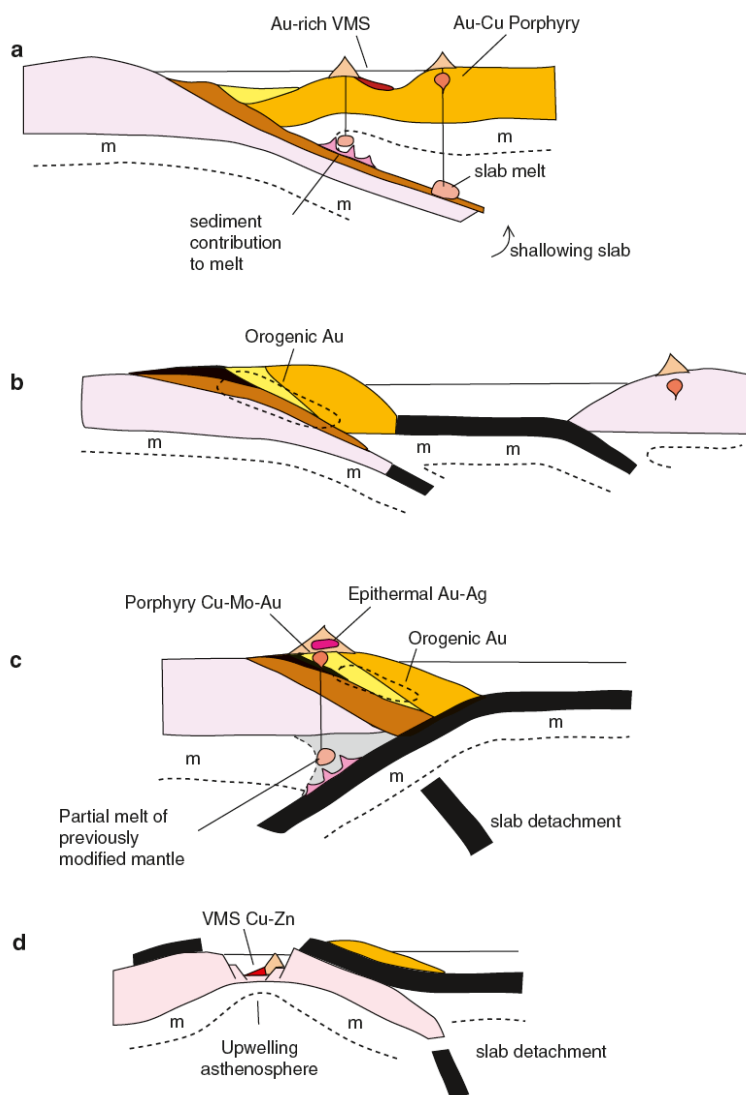 a
Au-rich VMS
Au-Cu Porphyry
m
m
m
slab melt
sediment
contribution
to melt
shallowing slab
b
Orogenic Au
m
m
m
m
m
c
Porphyry Cu-Mo-Au
Epithermal Au-Ag
Orogenic Au
m
m
m
Partial melt of
previously
modified mantle
slab detachment
d
VMS Cu-Zn
m
m
Upwelling
asthenosphere
slab detachment